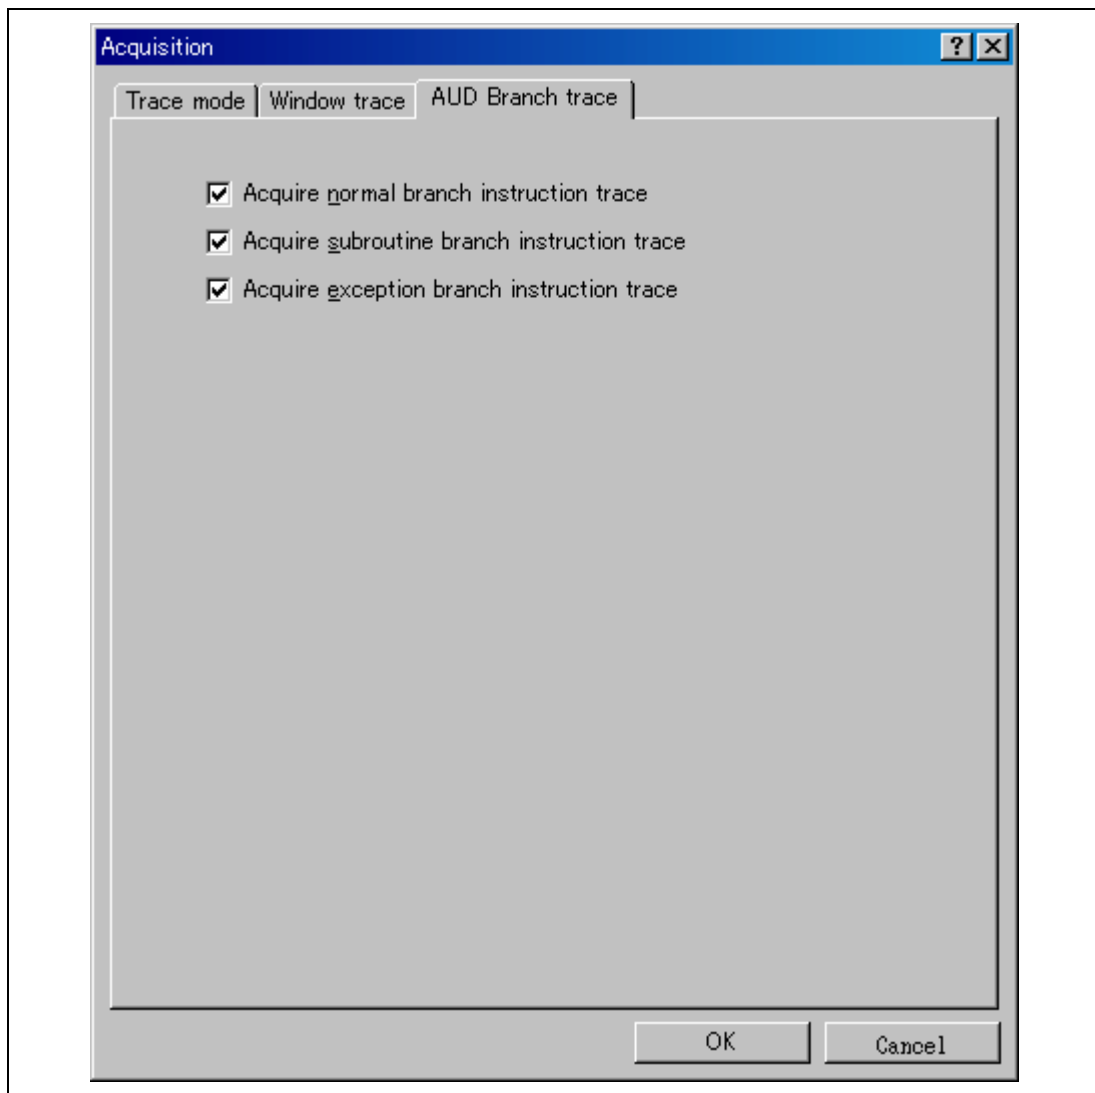 Acquisition
Trace mode Window trace AUD Branch trace
Acquire normal branch instruction trace
Acquire subroutine branch instruction trace
Acquire exception branch instruction trace
OK Cancel